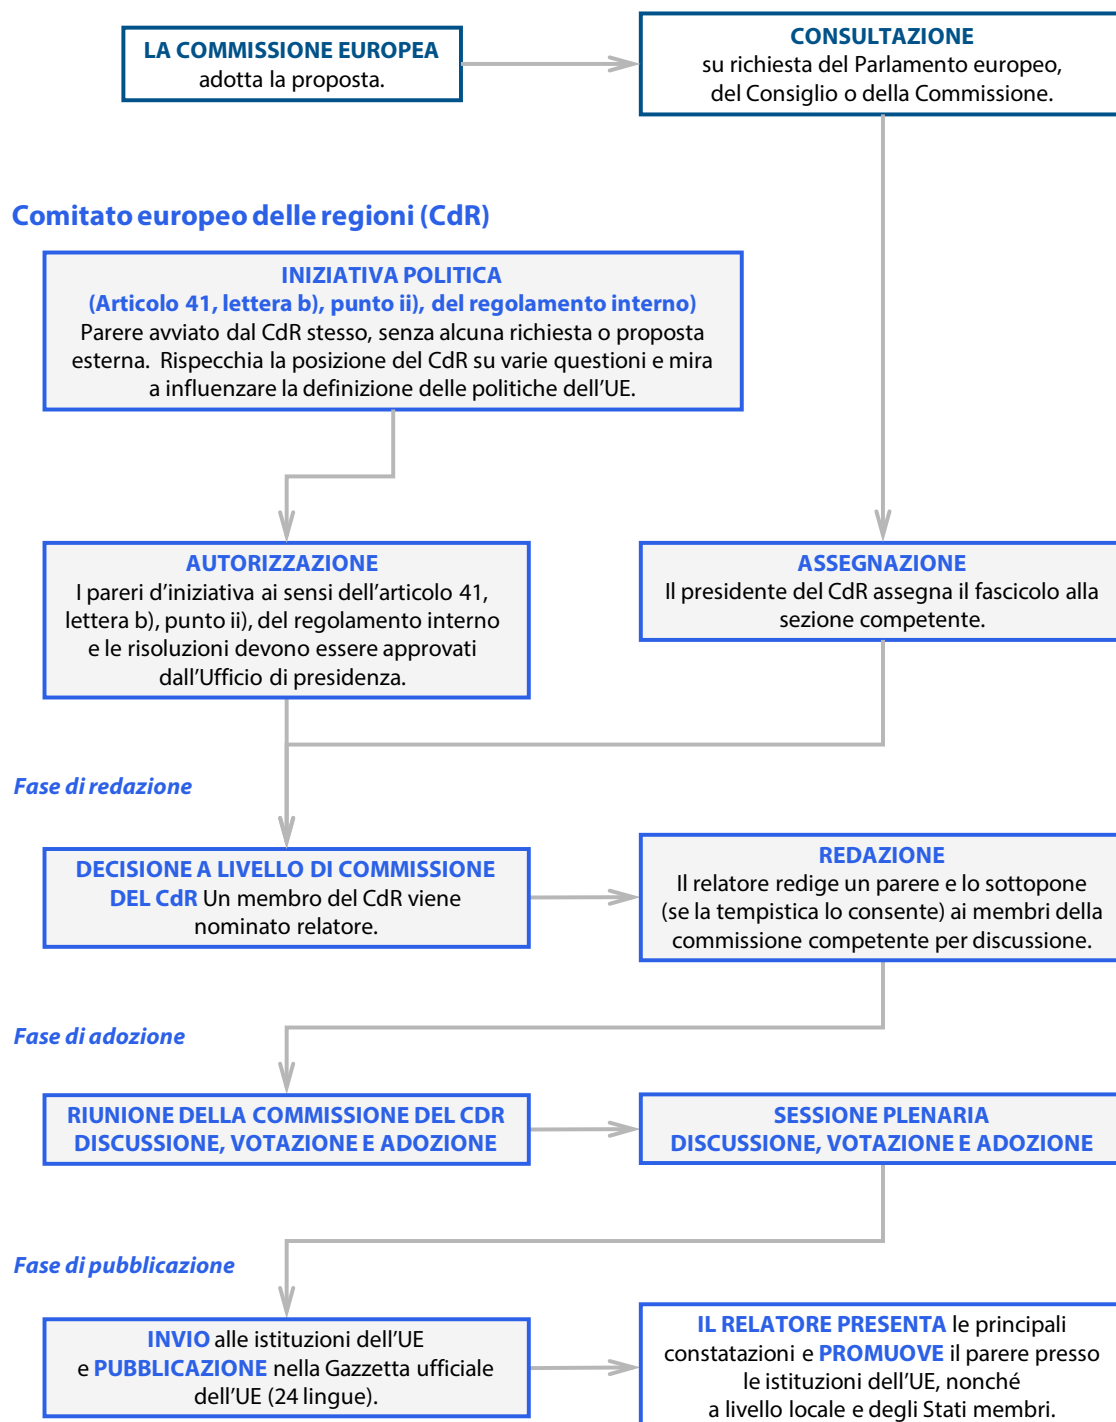 LA COMMISSIONE EUROPEA
adotta la proposta.
CONSULTAZIONE
su richiesta del Parlamento europeo,
del Consiglio o della Commissione.
Comitato europeo delle regioni (CdR)
INIZIATIVA POLITICA
(Articolo 41, lettera b), punto ii), del regolamento interno)
Parere avviato dal CdR stesso, senza alcuna richiesta o proposta
esterna. Rispecchia la posizione del CdR su varie questioni e mira
a influenzare la definizione delle politiche dell’UE.
AUTORIZZAZIONE
I pareri d’iniziativa ai sensi dell’articolo 41,
lettera b), punto ii), del regolamento interno
e le risoluzioni devono essere approvati
dall’Ufficio di presidenza.
ASSEGNAZIONE
Il presidente del CdR assegna il fascicolo alla
sezione competente.
Fase di redazione
DECISIONE A LIVELLO DI COMMISSIONE
DEL CdR Un membro del CdR viene
nominato relatore.
REDAZIONE
Il relatore redige un parere e lo sottopone
(se la tempistica lo consente) ai membri della
commissione competente per discussione.
Fase di adozione
RIUNIONE DELLA COMMISSIONE DEL CDR
DISCUSSIONE, VOTAZIONE E ADOZIONE
SESSIONE PLENARIA
DISCUSSIONE, VOTAZIONE E ADOZIONE
Fase di pubblicazione
INVIO alle istituzioni dell’UE
e PUBBLICAZIONE nella Gazzetta ufficiale
dell’UE (24 lingue).
IL RELATORE PRESENTA le principali
constatazioni e PROMUOVE il parere presso
le istituzioni dell’UE, nonché
a livello locale e degli Stati membri.